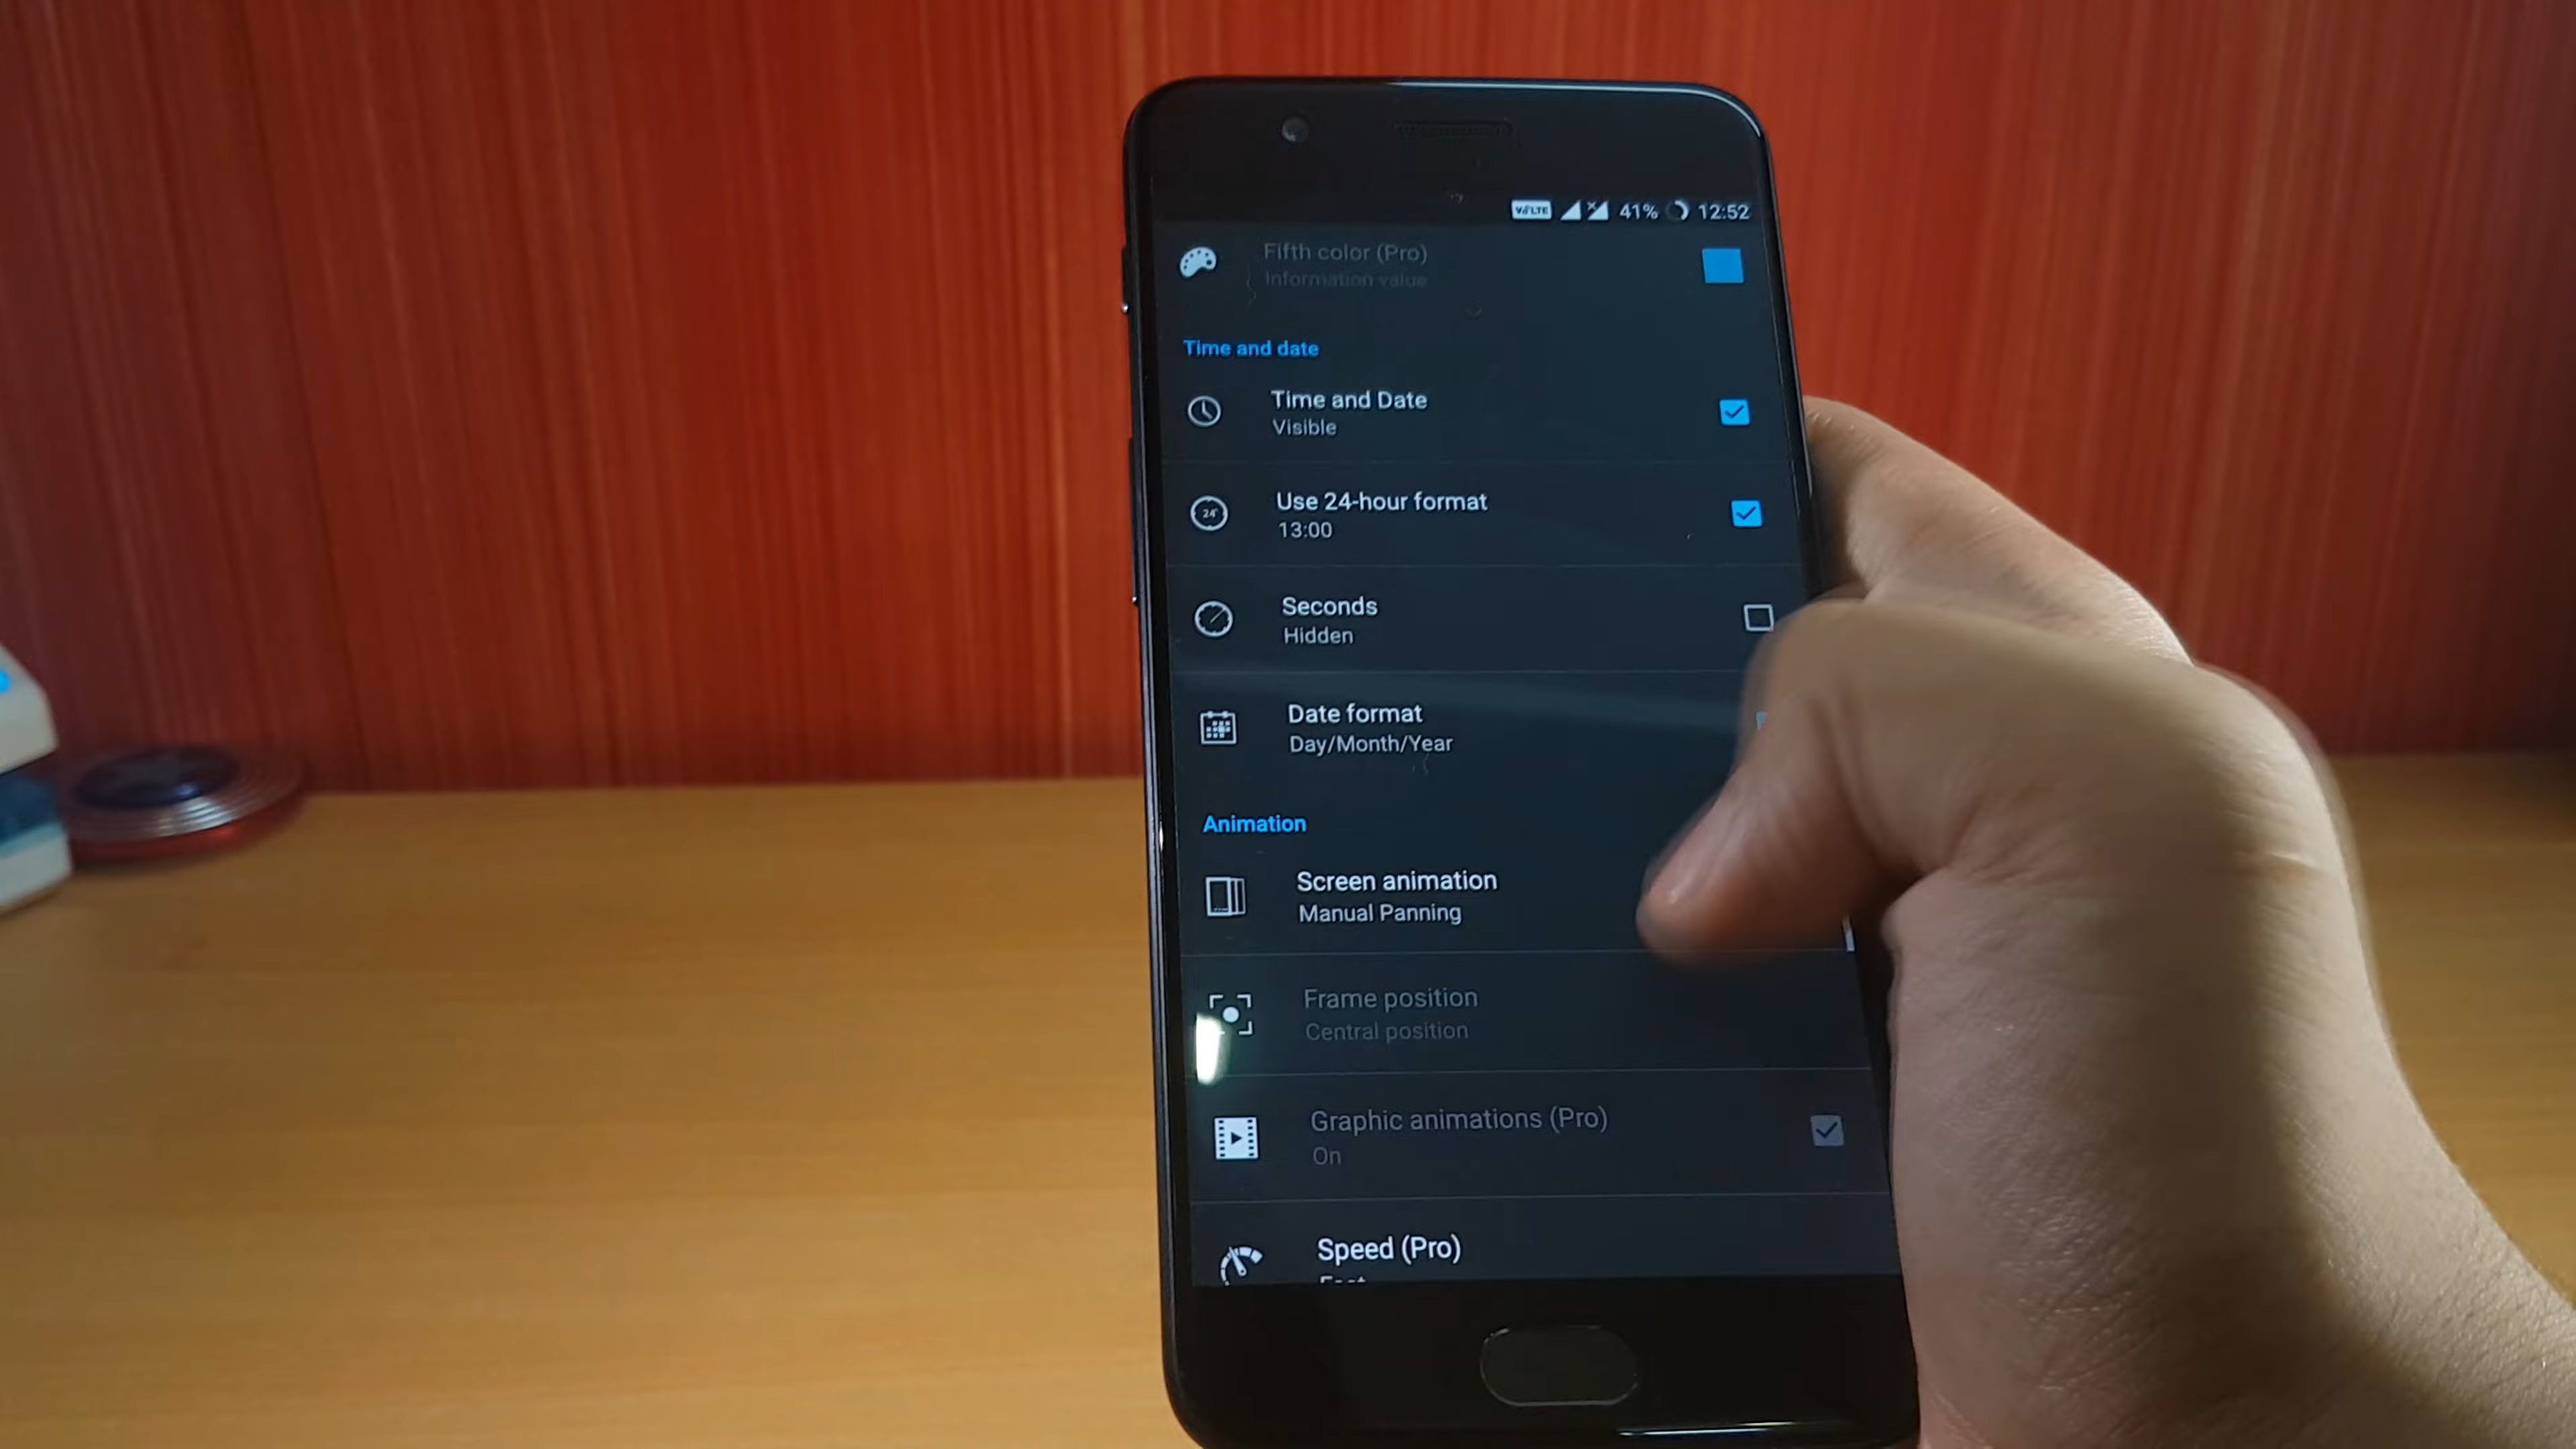 VoLTE 41% 12:52
Fifth color (Pro)
Information value
Time and date
Time and Date
Visible
24
Use 24-hour format
13:00
Seconds
Hidden
Date format
Day/Month/Year
Animation
Screen animation
Manual Panning
Frame position
Central position
Graphic animations (Pro)
On
Speed (Pro)